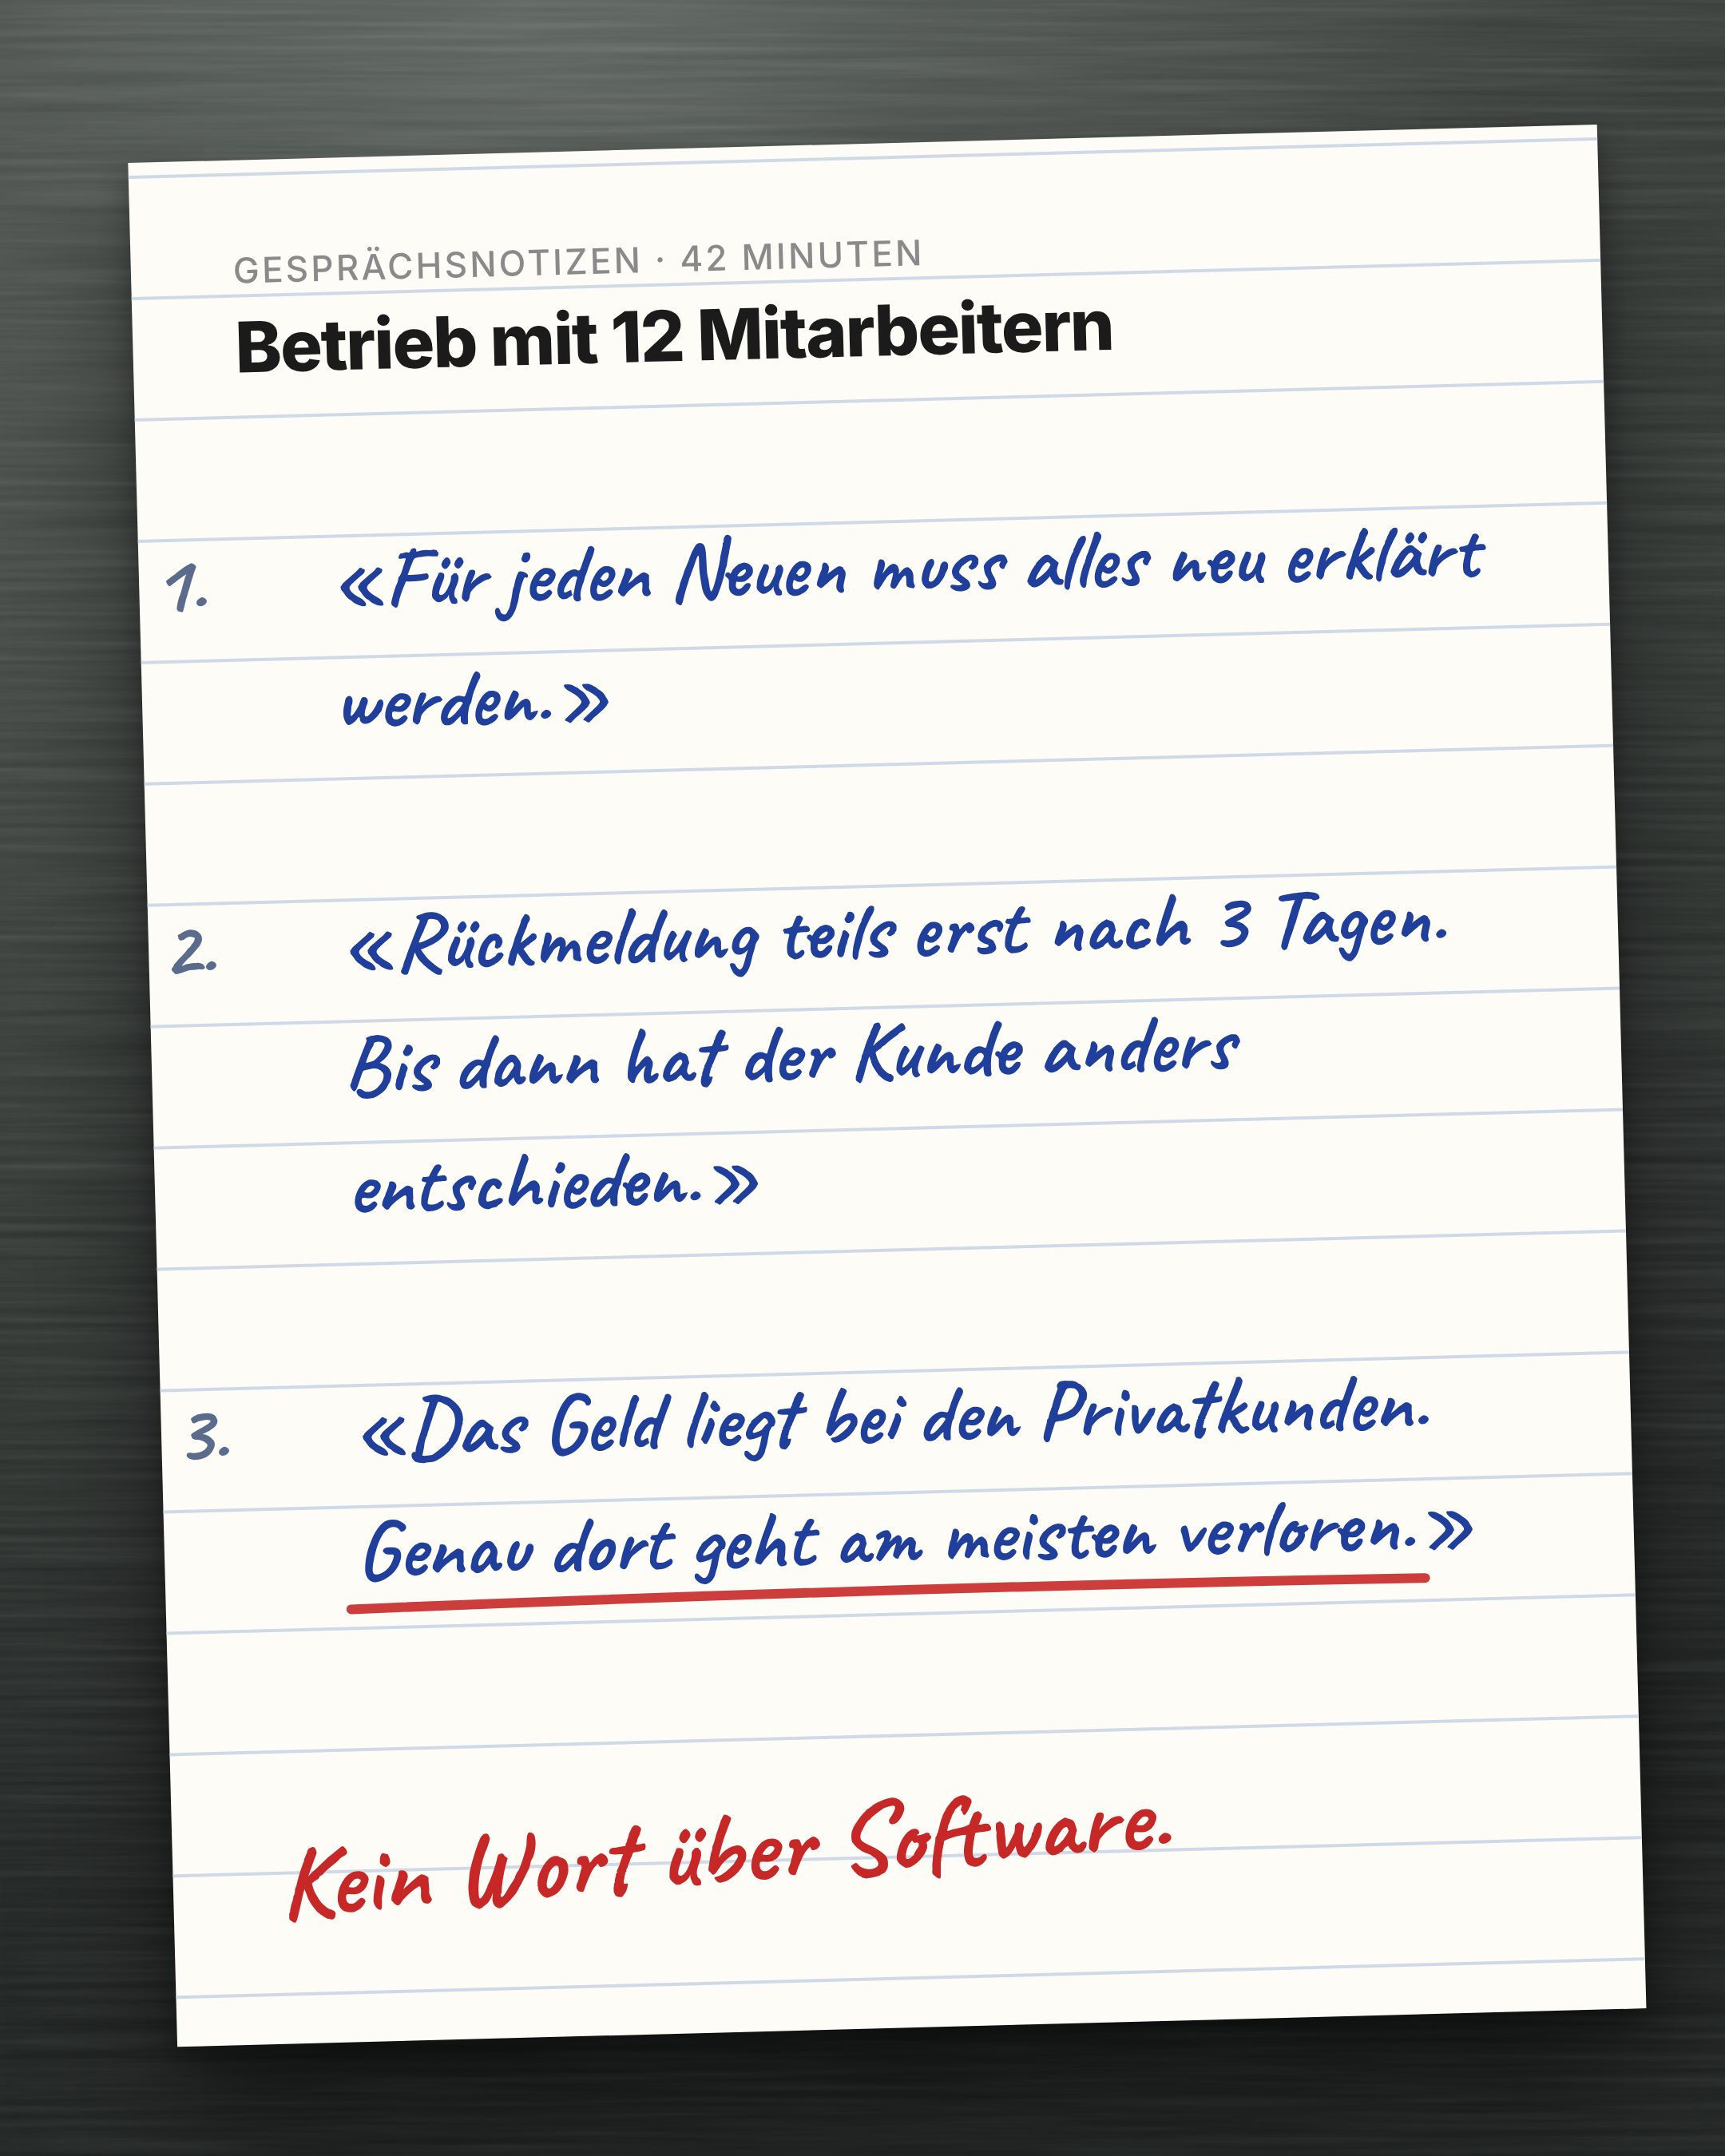 GESPRÄCHSNOTIZEN · 42 MINUTEN
Betrieb mit 12 Mitarbeitern
1. «Für jeden Neuen muss alles neu erklärt
werden.»
2. «Rückmeldung teils erst nach 3 Tagen.
Bis dann hat der Kunde anders
entschieden.»
3. «Das Geld liegt bei den Privatkunden.
Genau dort geht am meisten verloren.»
Kein Wort über Software.